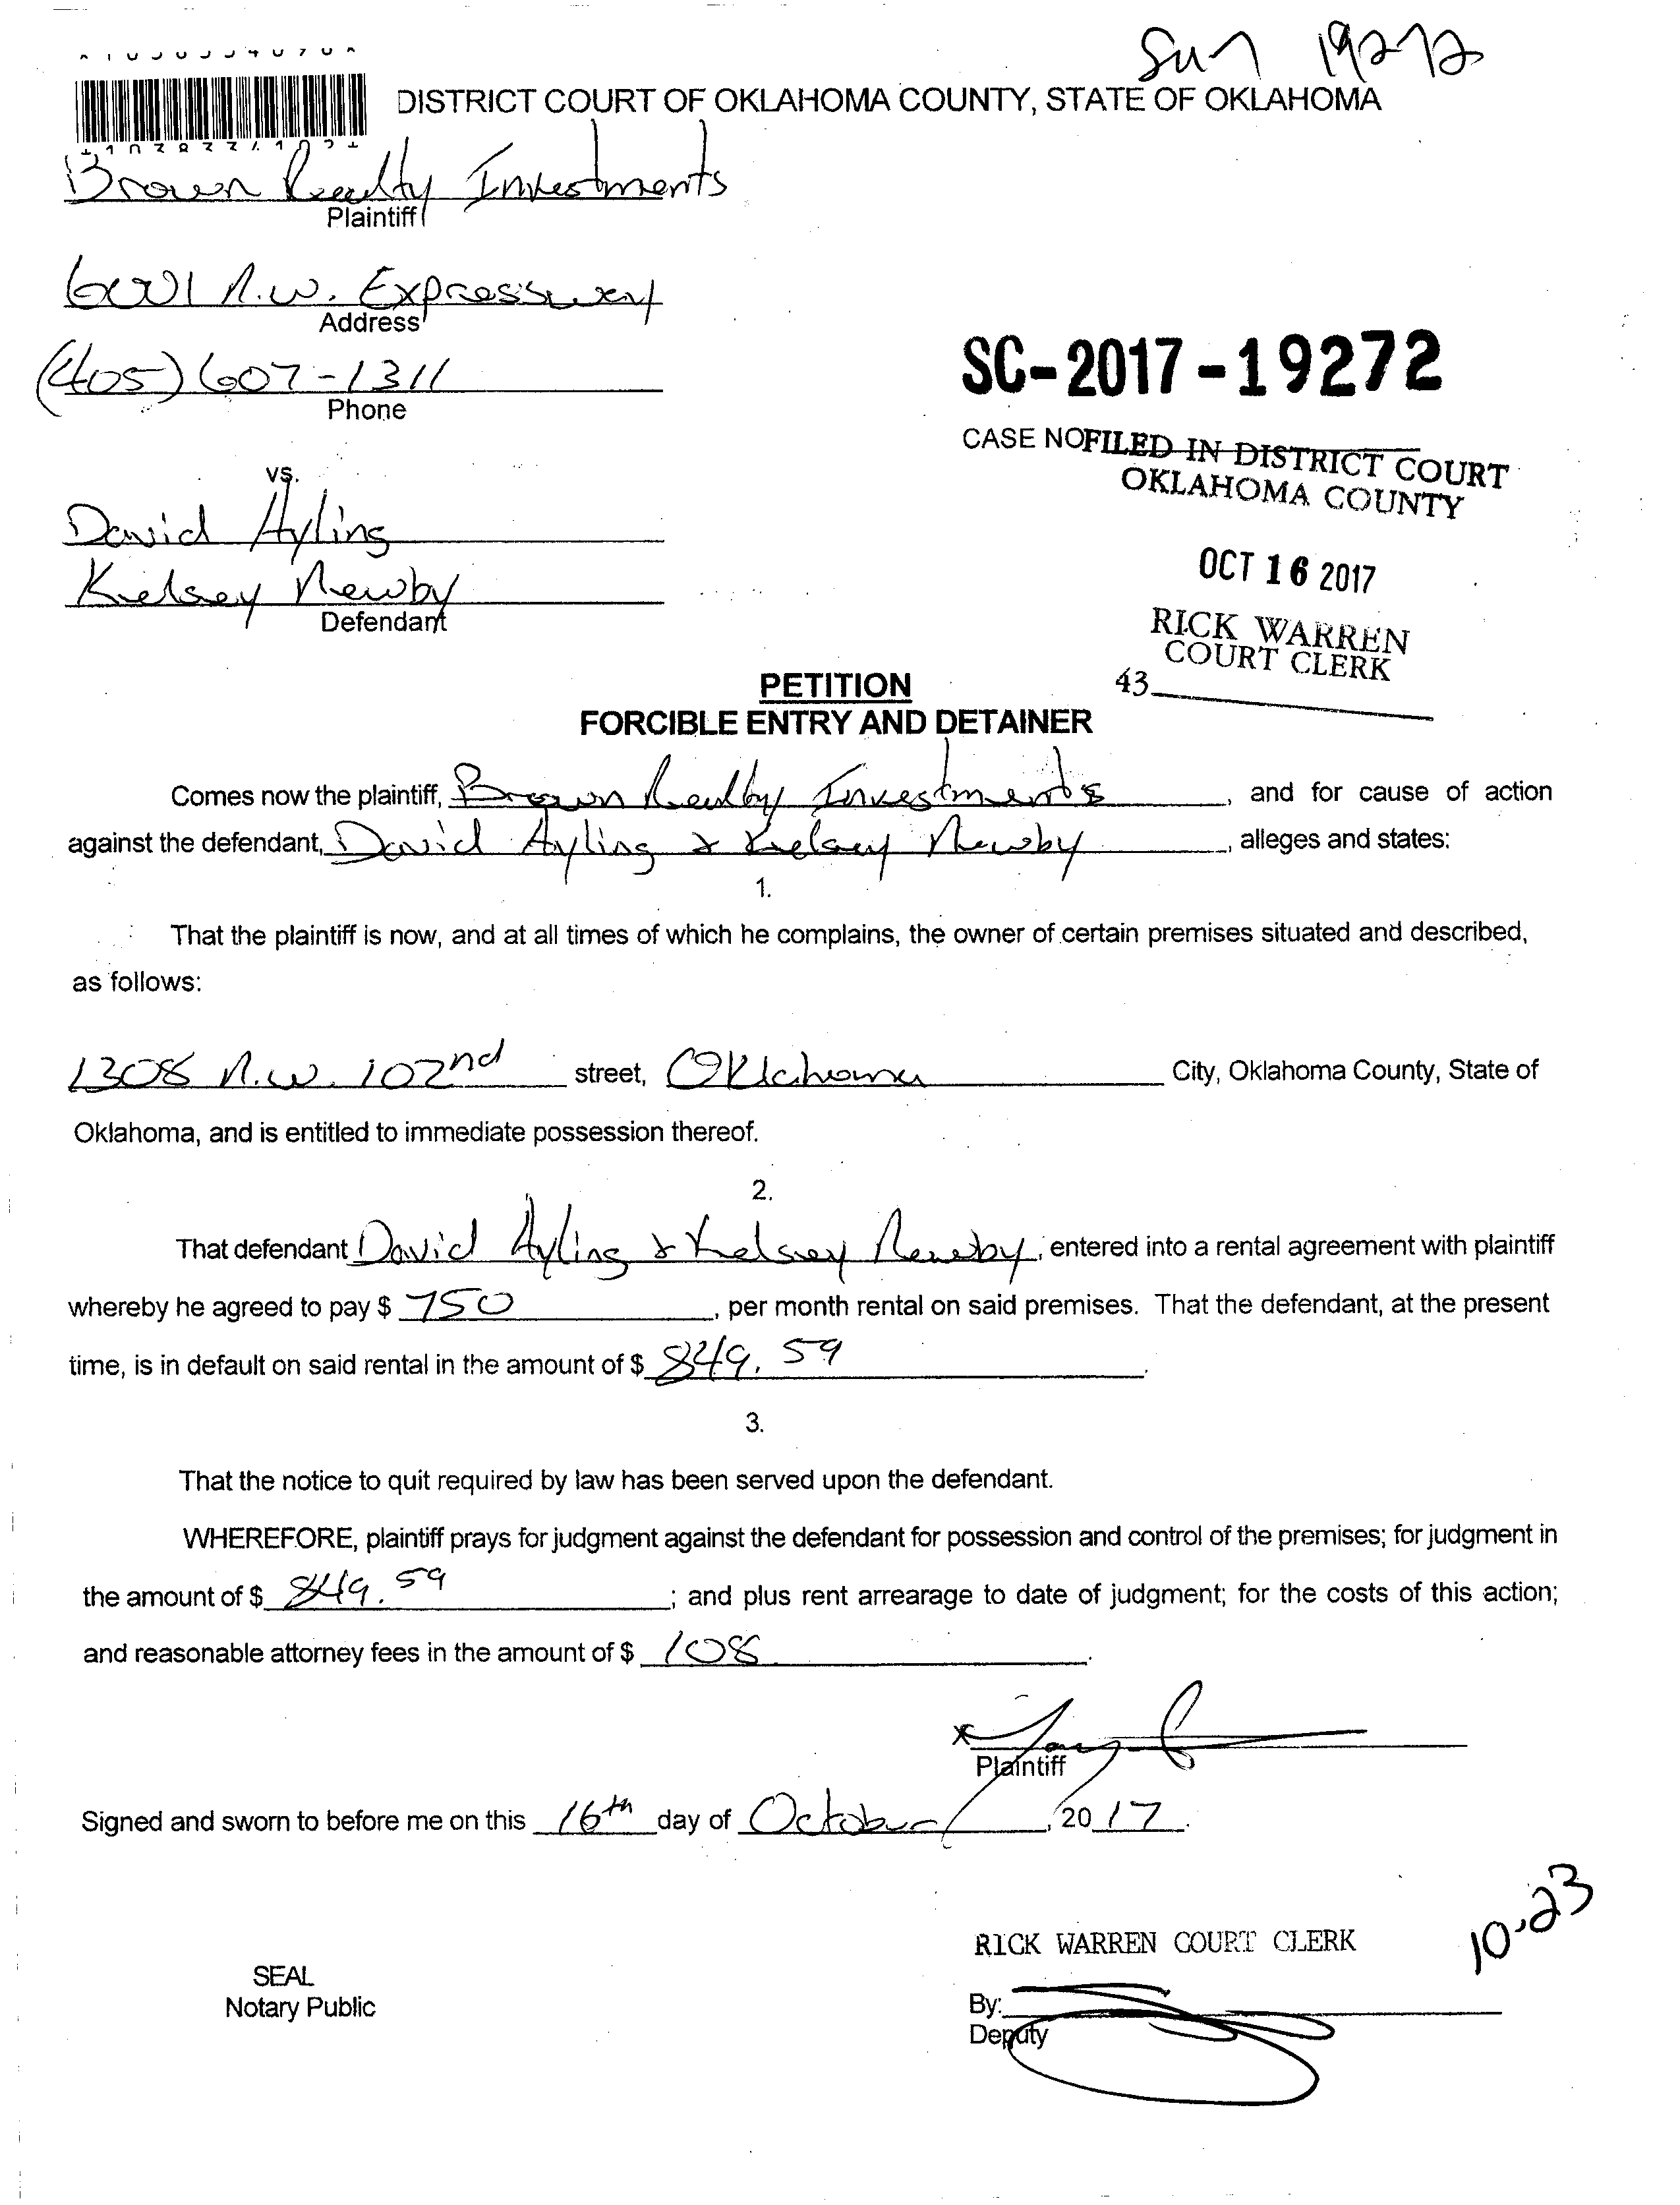 19272
DISTRICT COURT OF OKLAHOMA COUNTY, STATE OF OKLAHOMA
Brown Realty Investments
Plaintiff
6001 N.W. Expressway
Address
(405) 607-1311
Phone
SC-2017-19272
CASE NO
FILED IN DISTRICT COURT
OKLAHOMA COUNTY
vs.
David Ayling
OCT 16 2017
Kelsey Newby
Defendant
RICK WARREN
COURT CLERK
43
PETITION
FORCIBLE ENTRY AND DETAINER
Comes now the plaintiff, Brown Realty Investments, and for cause of action
against the defendant, David Ayling & Kelsey Newby, alleges and states:
1.
That the plaintiff is now, and at all times of which he complains, the owner of certain premises situated and described,
as follows:
1308 N.W. 102nd street, Oklahoma City, Oklahoma County, State of
Oklahoma, and is entitled to immediate possession thereof.
2.
That defendant David Ayling & Kelsey Newby, entered into a rental agreement with plaintiff
whereby he agreed to pay $ 750, per month rental on said premises. That the defendant, at the present
time, is in default on said rental in the amount of $ 849.59.
3.
That the notice to quit required by law has been served upon the defendant.
WHEREFORE, plaintiff prays for judgment against the defendant for possession and control of the premises; for judgment in
the amount of $ 849.59; and plus rent arrearage to date of judgment; for the costs of this action;
and reasonable attorney fees in the amount of $ 108.
x
Plaintiff
Signed and sworn to before me on this 16th day of October, 2017.
10-23
RICK WARREN COURT CLERK
SEAL
Notary Public
By:
Deputy